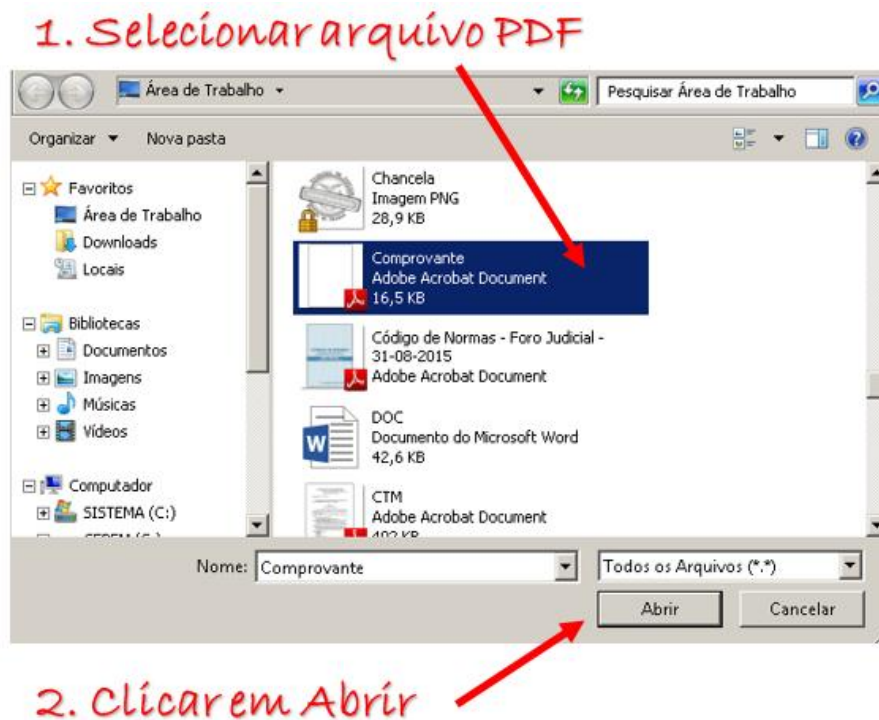 1. Selecionar arquivo PDF
Área de Trabalho
Pesquisar Área de Trabalho
Organizar
Nova pasta
Favoritos
Área de Trabalho
Downloads
Locais
Bibliotecas
Documentos
Imagens
Músicas
Vídeos
Computador
SISTEMA (C:)
Chancela
Imagem PNG
28,9 KB
Comprovante
Adobe Acrobat Document
16,5 KB
Código de Normas - Foro Judicial -
31-08-2015
Adobe Acrobat Document
DOC
Documento do Microsoft Word
42,6 KB
CTM
Adobe Acrobat Document
Nome: Comprovante
Todos os Arquivos (*.*)
Abrir
Cancelar
2. Clicar em Abrir